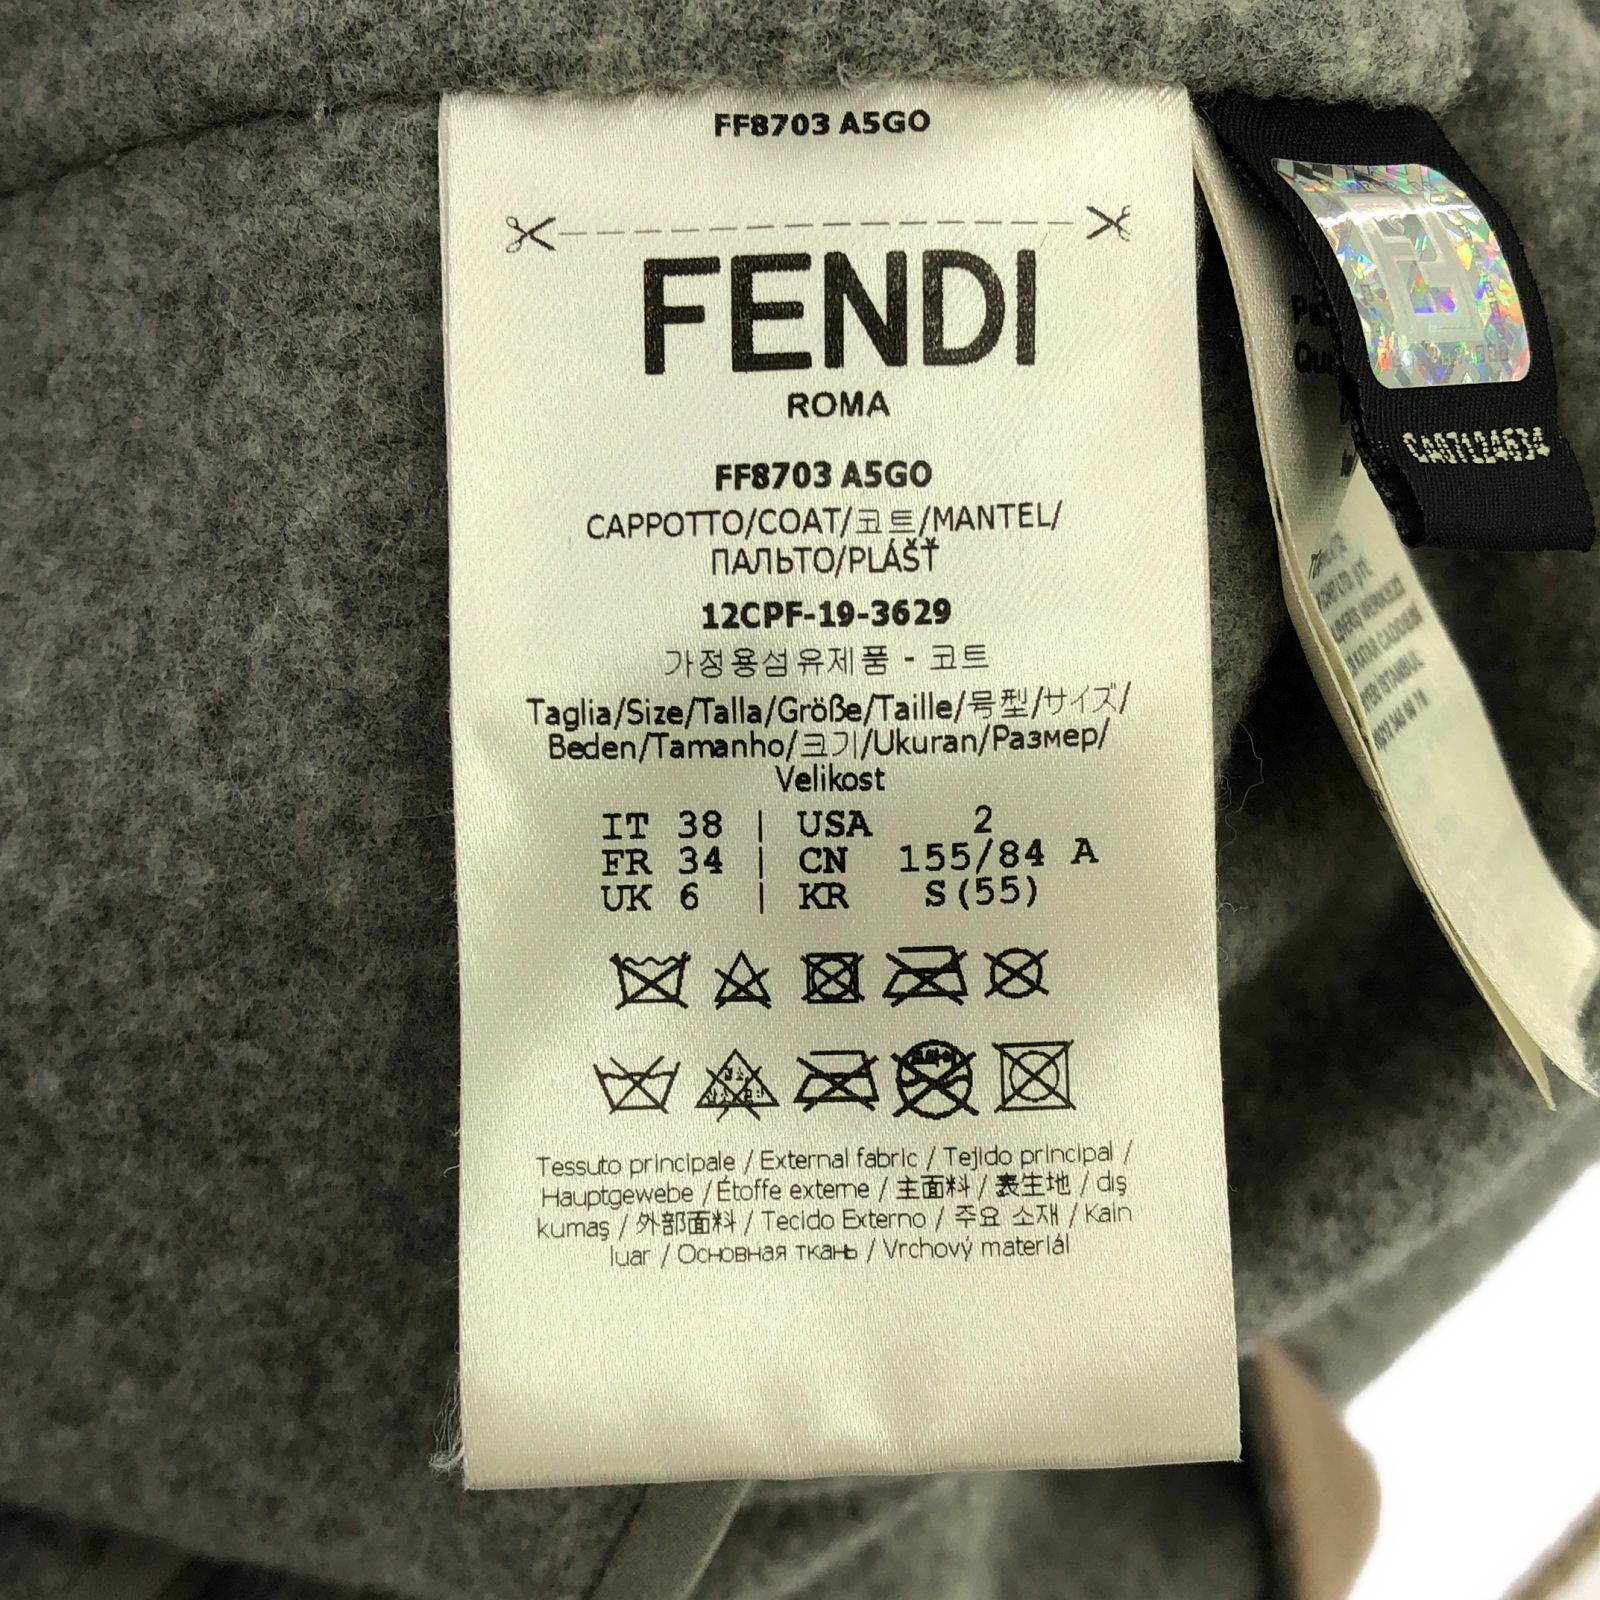 FF8703 A5GO
FENDI
ROMA
FF8703 A5GO
CAPPOTTO/COAT/코트/MANTEL/
ПАЛЬТО/PLÁŠŤ
12CPF-19-3629
가정용섬유제품 - 코트
Taglia/Size/Talla/Größe/Taille/号型/サイズ/
Beden/Tamanho/크기/Ukuran/Размер/
Velikost
IT 38 | USA 2
FR 34 | CN 155/84 A
UK 6 | KR S(55)
Tessuto principale / External fabric / Tejido principal /
Hauptgewebe / Étoffe externe / 主面料 / 表生地 / dış
kumaş / 外部面料 / Tecido Externo / 주요 소재 / Kain
luar / Основная ткань / Vrchový materiál
CA87124634
ISTANBUL